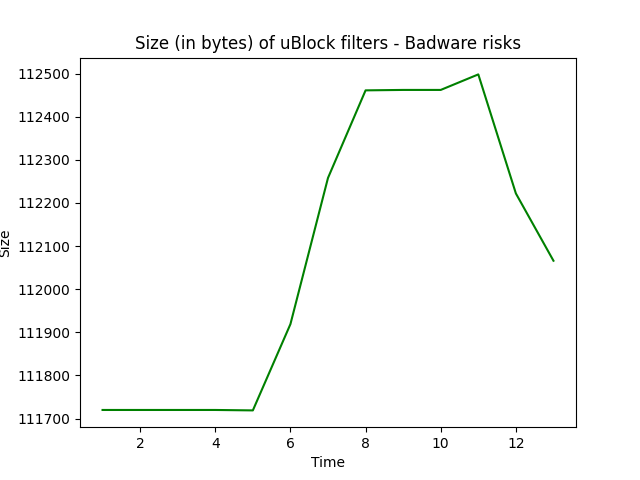 Size (in bytes) of uBlock filters - Badware risks
112500
112400
112300
112200
112100
112000
111900
111800
111700
Size
2 4 6 8 10 12
Time